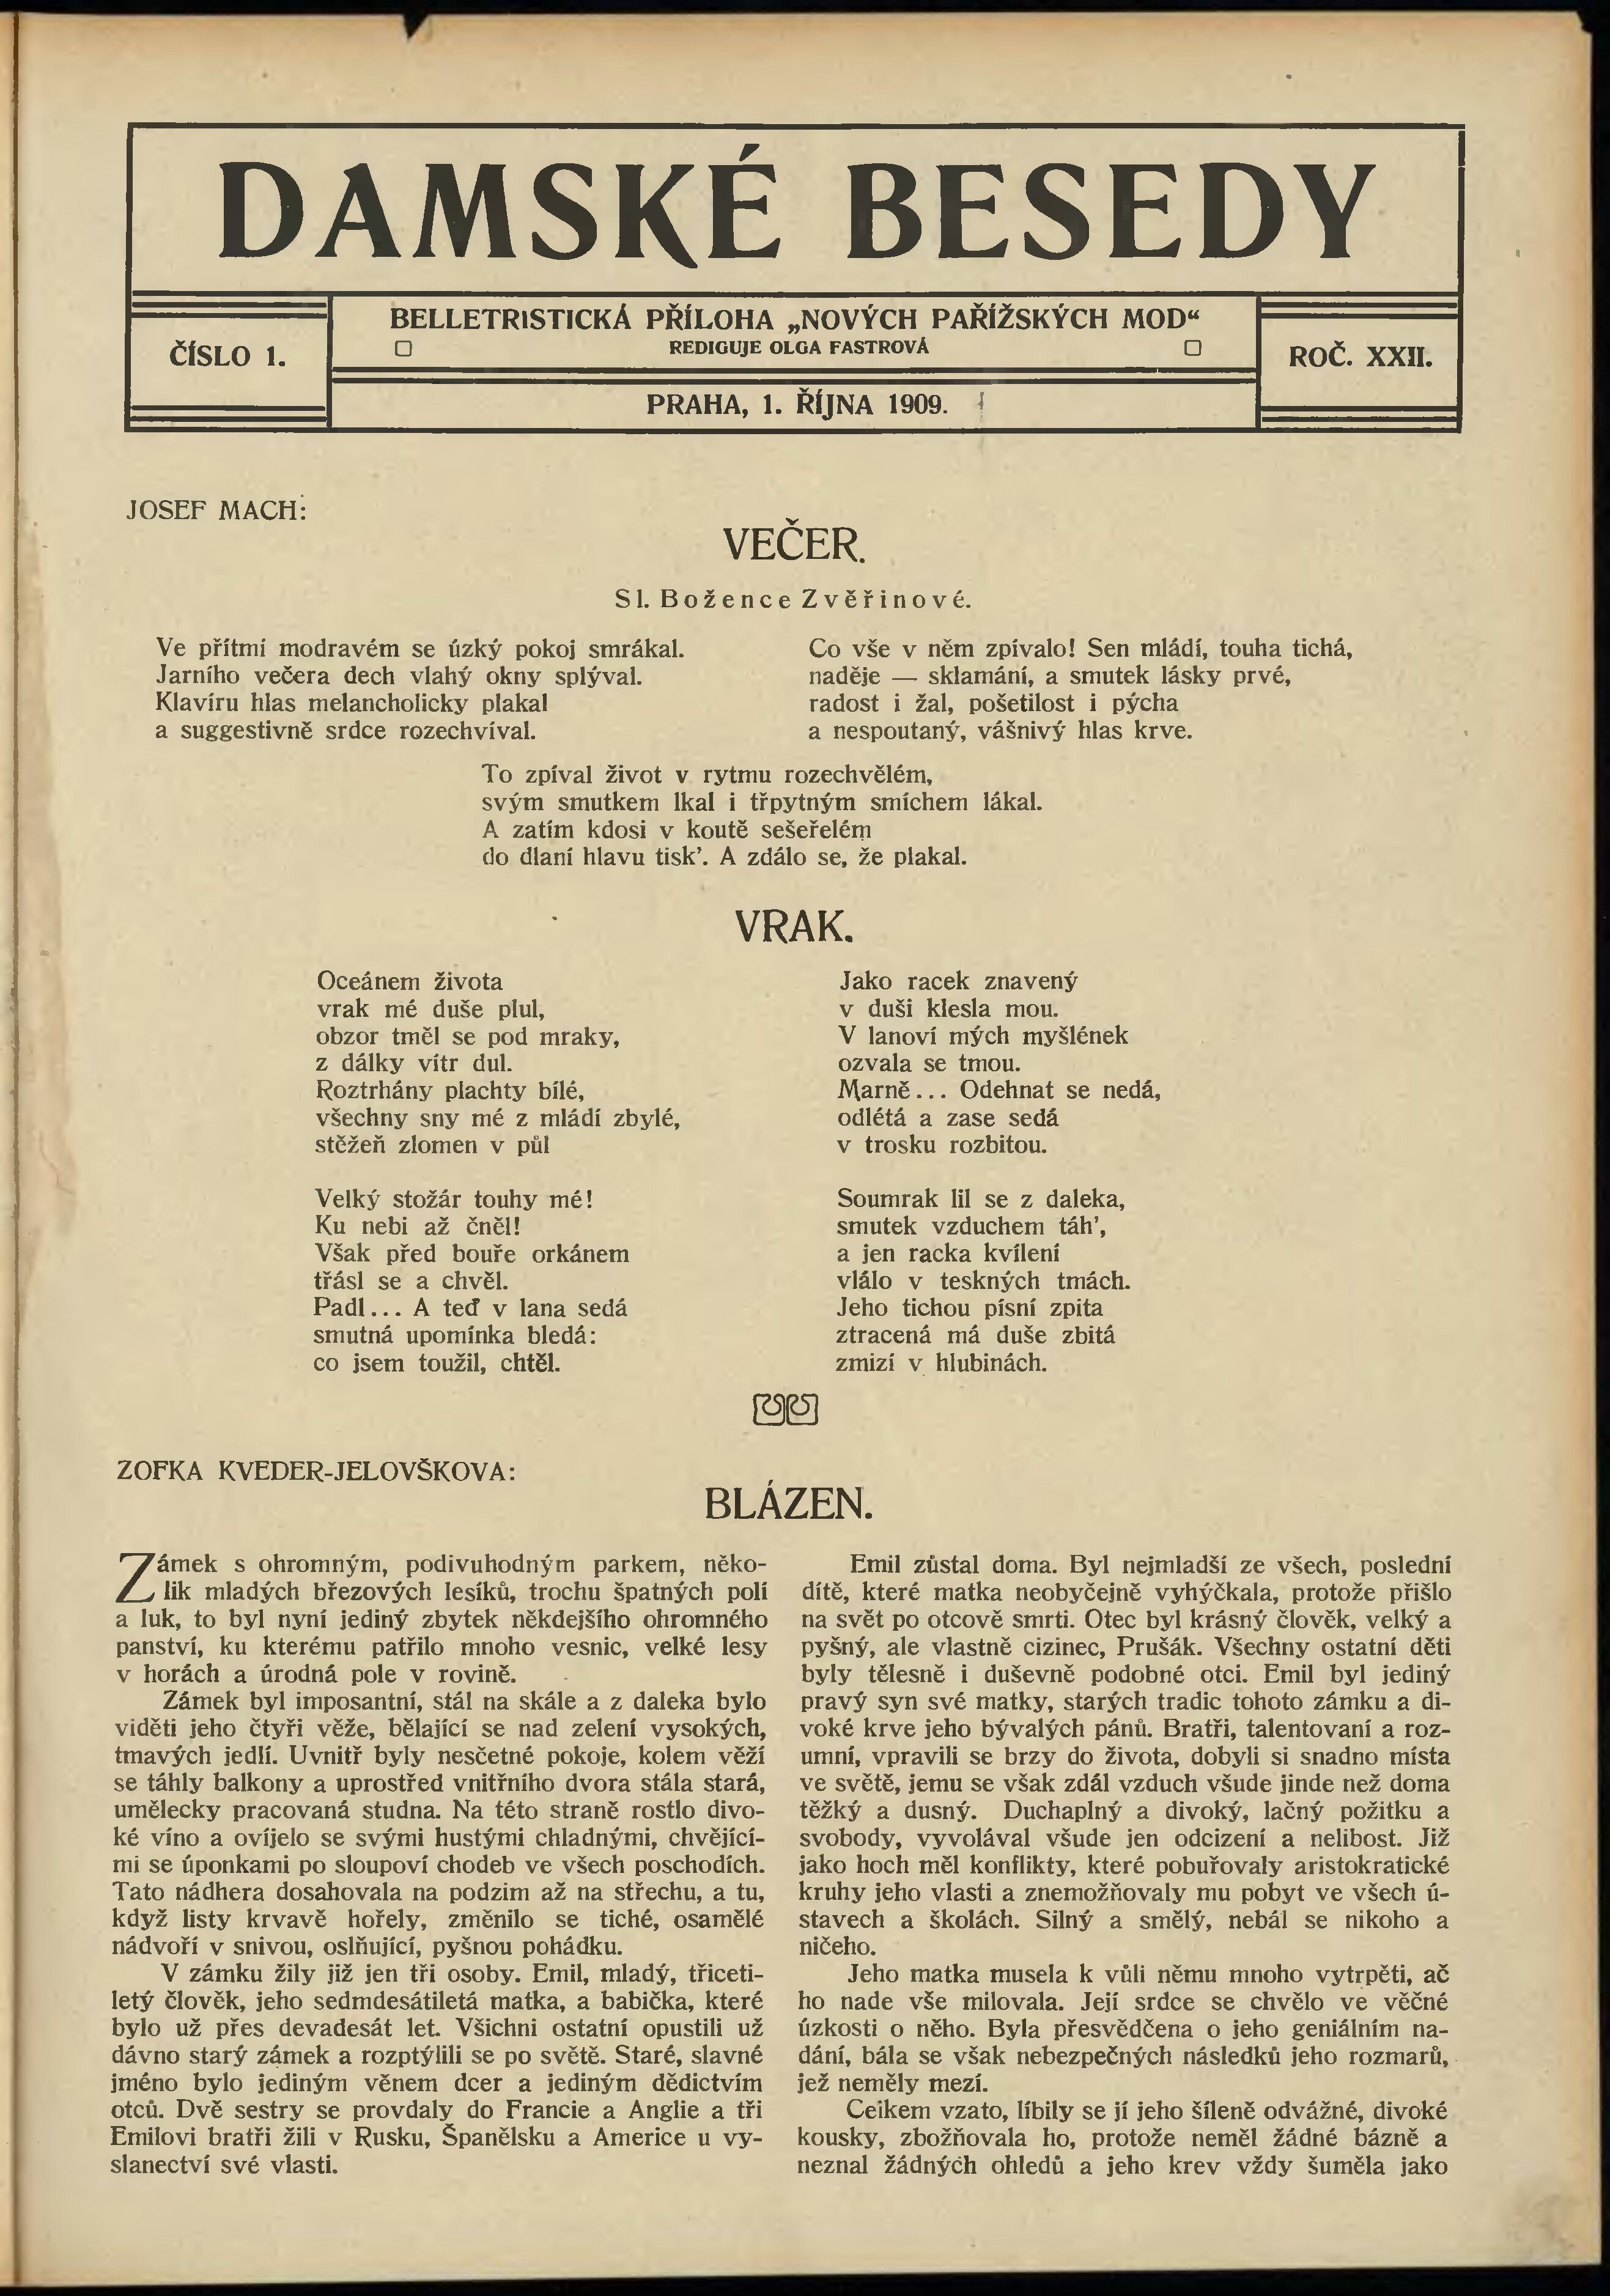 DAMSKÉ BESEDY
ČÍSLO 1.
BELLETRISTICKÁ PŘÍLOHA „NOVÝCH PAŘÍŽSKÝCH MOD“
REDIGUJE OLGA FASTROVÁ
PRAHA, 1. ŘÍJNA 1909.
ROČ. XXII.
JOSEF MACH:
VEČER.
Sl. Božence Zvěřinové.
Ve přítmí modravém se úzký pokoj smrákal.
Jarního večera dech vlahý okny splýval.
Klavíru hlas melancholicky plakal
a suggestivně srdce rozechvíval.
Co vše v něm zpívalo! Sen mládí, touha tichá,
naděje — sklamání, a smutek lásky prvé,
radost i žal, pošetilost i pýcha
a nespoutaný, vášnivý hlas krve.
To zpíval život v rytmu rozechvělém,
svým smutkem lkal i třpytným smíchem lákal.
A zatím kdosi v koutě sešeřelém
do dlaní hlavu tisk’. A zdálo se, že plakal.
VRAK.
Oceánem života
vrak mé duše plul,
obzor tměl se pod mraky,
z dálky vítr dul.
Roztrhány plachty bílé,
všechny sny mé z mládí zbylé,
stěžeň zlomen v půl
Velký stožár touhy mé!
Ku nebi až čněl!
Však před bouře orkánem
třásl se a chvěl.
Padl... A teď v lana sedá
smutná upomínka bledá:
co jsem toužil, chtěl.
Jako racek znavený
v duši klesla mou.
V lanoví mých myšlének
ozvala se tmou.
Marně... Odehnat se nedá,
odlétá a zase sedá
v trosku rozbitou.
Soumrak lil se z daleka,
smutek vzduchem táh’,
a jen racka kvílení
vlálo v teskných tmách.
Jeho tichou písní zpita
ztracená má duše zbitá
zmizí v hlubinách.
ZOFKA KVEDER-JELOVŠKOVA:
BLÁZEN.
Zámek s ohromným, podivuhodným parkem, něko-
lik mladých březových lesíků, trochu špatných polí
a luk, to byl nyní jediný zbytek někdejšího ohromného
panství, ku kterému patřilo mnoho vesnic, velké lesy
v horách a úrodná pole v rovině.
Zámek byl imposantní, stál na skále a z daleka bylo
viděti jeho čtyři věže, bělající se nad zelení vysokých,
tmavých jedlí. Uvnitř byly nesčetné pokoje, kolem věží
se táhly balkony a uprostřed vnitřního dvora stála stará,
umělecky pracovaná studna. Na této straně rostlo divo-
ké víno a ovíjelo se svými hustými chladnými, chvějící-
mi se úponkami po sloupoví chodeb ve všech poschodích.
Tato nádhera dosahovala na podzim až na střechu, a tu,
když listy krvavě hořely, změnilo se tiché, osamělé
nádvoří v snivou, oslňující, pyšnou pohádku.
V zámku žily již jen tři osoby. Emil, mladý, třiceti-
letý člověk, jeho sedmdesátiletá matka, a babička, které
bylo už přes devadesát let. Všichni ostatní opustili už
dávno starý zámek a rozptýlili se po světě. Staré, slavné
jméno bylo jediným věnem dcer a jediným dědictvím
otců. Dvě sestry se provdaly do Francie a Anglie a tři
Emilovi bratři žili v Rusku, Španělsku a Americe u vy-
slanectví své vlasti.
Emil zůstal doma. Byl nejmladší ze všech, poslední
dítě, které matka neobyčejně vyhýčkala, protože přišlo
na svět po otcově smrti. Otec byl krásný člověk, velký a
pyšný, ale vlastně cizinec, Prušák. Všechny ostatní děti
byly tělesně i duševně podobné otci. Emil byl jediný
pravý syn své matky, starých tradic tohoto zámku a di-
voké krve jeho bývalých pánů. Bratři, talentovaní a roz-
umní, vpravili se brzy do života, dobyli si snadno místa
ve světě, jemu se však zdál vzduch všude jinde než doma
těžký a dusný. Duchaplný a divoký, lačný požitku a
svobody, vyvolával všude jen odcizení a nelibost. Již
jako hoch měl konflikty, které pobuřovaly aristokratické
kruhy jeho vlasti a znemožňovaly mu pobyt ve všech ú-
stavech a školách. Silný a smělý, nebál se nikoho a
ničeho.
Jeho matka musela k vůli němu mnoho vytrpěti, ač
ho nade vše milovala. Její srdce se chvělo ve věčné
úzkosti o něho. Byla přesvědčena o jeho geniálním na-
dání, bála se však nebezpečných následků jeho rozmarů,
jež neměly mezí.
Celkem vzato, líbily se jí jeho šíleně odvážné, divoké
kousky, zbožňovala ho, protože neměl žádné bázně a
neznal žádných ohledů a jeho krev vždy šuměla jako